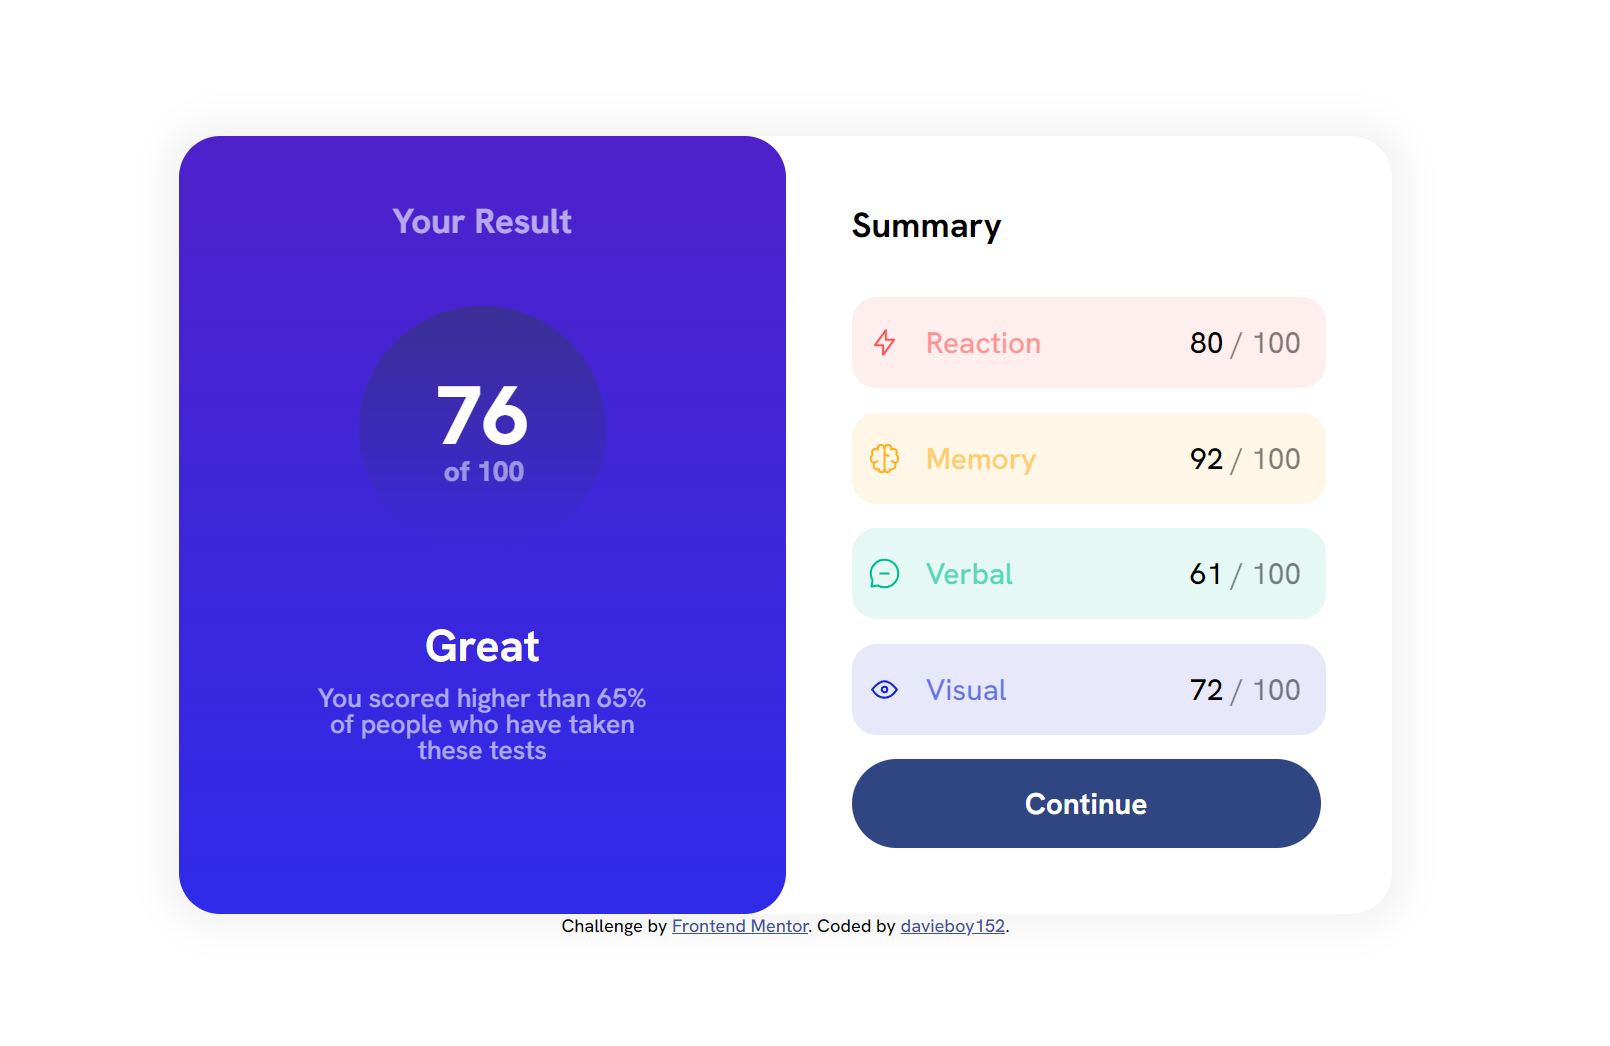 Your Result
76
of 100
Great
You scored higher than 65%
of people who have taken
these tests
Summary
Reaction 80 / 100
Memory 92 / 100
Verbal 61 / 100
Visual 72 / 100
Continue
Challenge by Frontend Mentor. Coded by davieboy152.